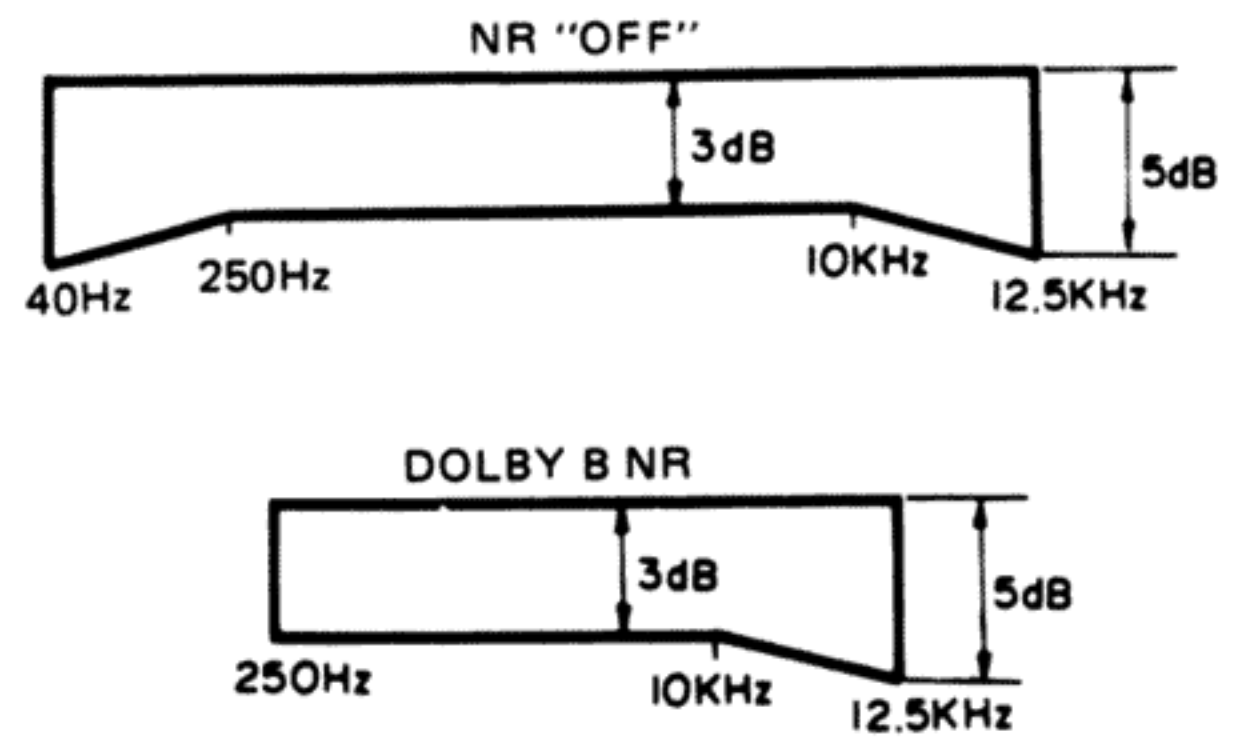 NR "OFF"
3dB
5dB
250Hz
10KHz
40Hz
12.5KHz
DOLBY B NR
3dB
5dB
250Hz
10KHz
12.5KHz